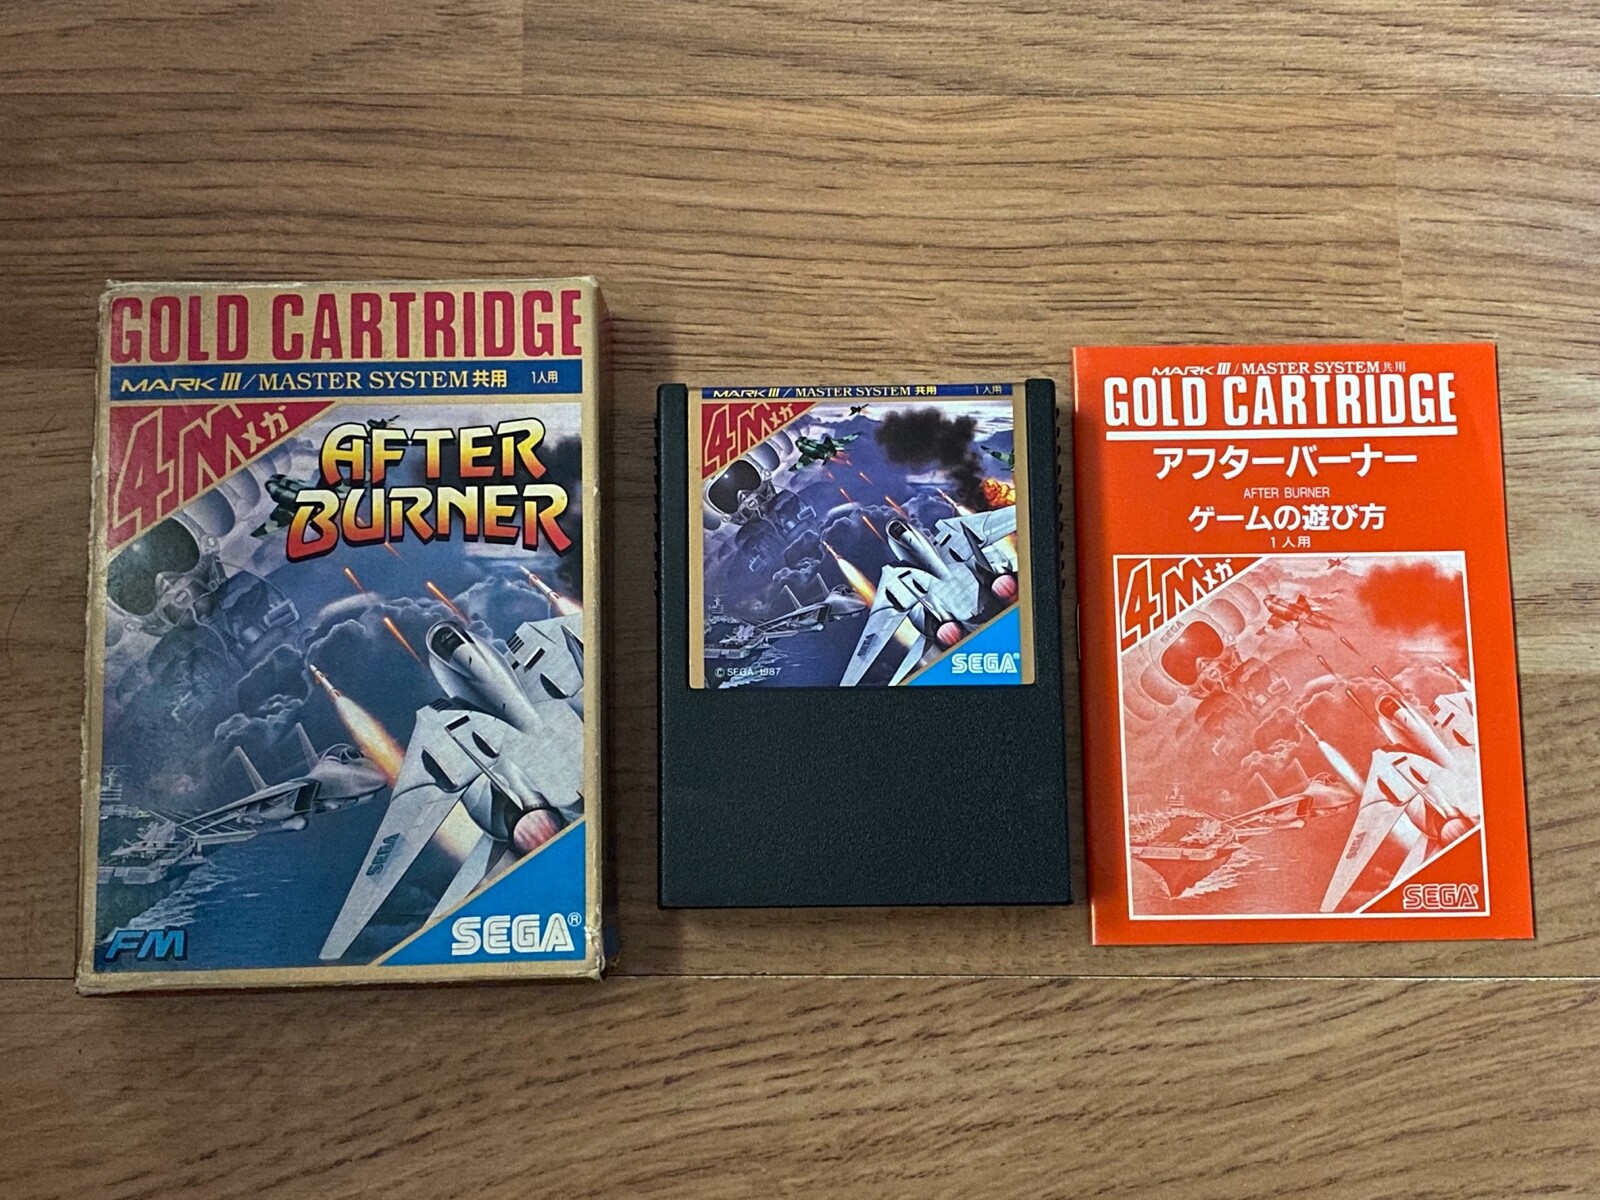 GOLD CARTRIDGE
MARK III / MASTER SYSTEM 共用 1人用
4Mメガ
AFTER
BURNER
SEGA
FM
SEGA®
MARK III / MASTER SYSTEM 共用 1人用
4Mメガ
SEGA
© SEGA 1987
SEGA®
MARK III / MASTER SYSTEM 共用
GOLD CARTRIDGE
アフターバーナー
AFTER BURNER
ゲームの遊び方
1人用
4Mメガ
SEGA
SEGA
SEGA®